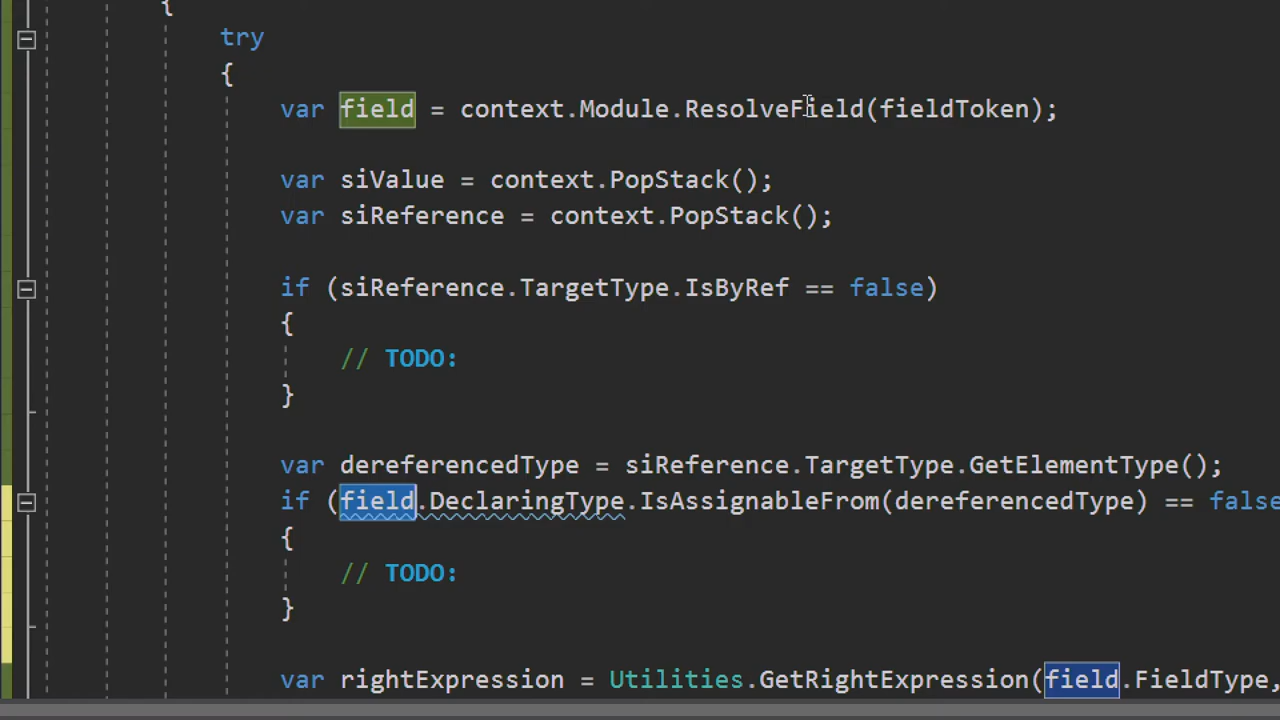 {
try
{
var field = context.Module.ResolveField(fieldToken);
var siValue = context.PopStack();
var siReference = context.PopStack();
if (siReference.TargetType.IsByRef == false)
{
// TODO:
}
var dereferencedType = siReference.TargetType.GetElementType();
if (field.DeclaringType.IsAssignableFrom(dereferencedType) == false
{
// TODO:
}
var rightExpression = Utilities.GetRightExpression(field.FieldType,